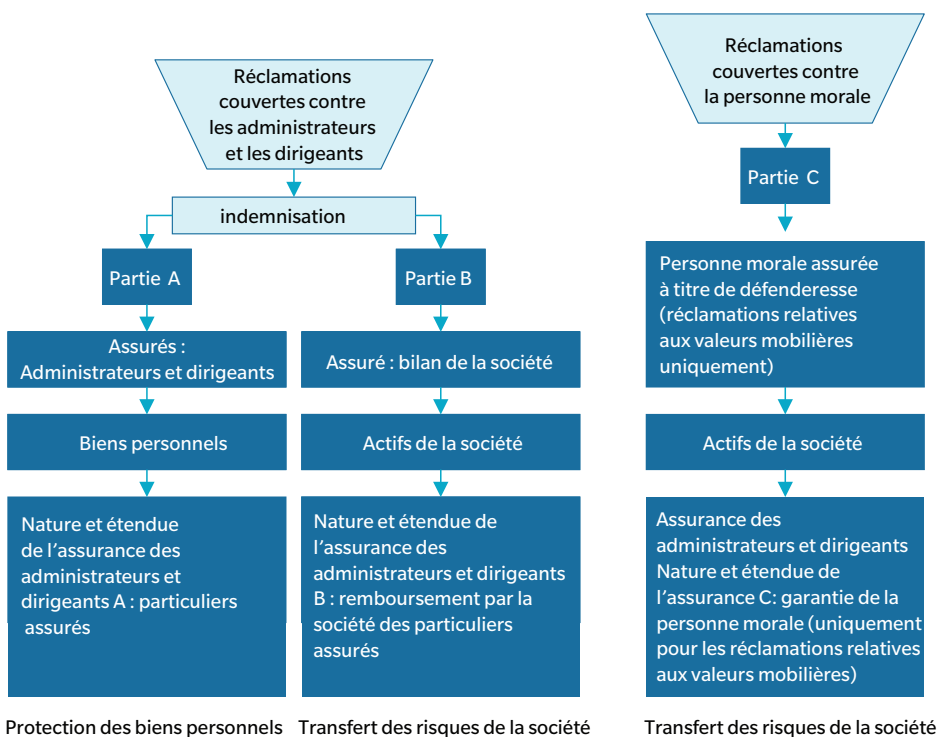 Réclamations
couvertes contre
les administrateurs
et les dirigeants
indemnisation
Partie A
Assurés :
Administrateurs et dirigeants
Biens personnels
Nature et étendue
de l'assurance des
administrateurs et
dirigeants A : particuliers
assurés
Protection des biens personnels
Partie B
Assuré : bilan de la société
Actifs de la société
Nature et étendue de
l'assurance des
administrateurs et dirigeants
B : remboursement par la
société des particuliers
assurés
Transfert des risques de la société
Réclamations
couvertes contre
la personne morale
Partie C
Personne morale assurée
à titre de défenderesse
(réclamations relatives
aux valeurs mobilières
uniquement)
Actifs de la société
Assurance des
administrateurs et dirigeants
Nature et étendue de
l'assurance C: garantie de la
personne morale (uniquement
pour les réclamations relatives
aux valeurs mobilières)
Transfert des risques de la société